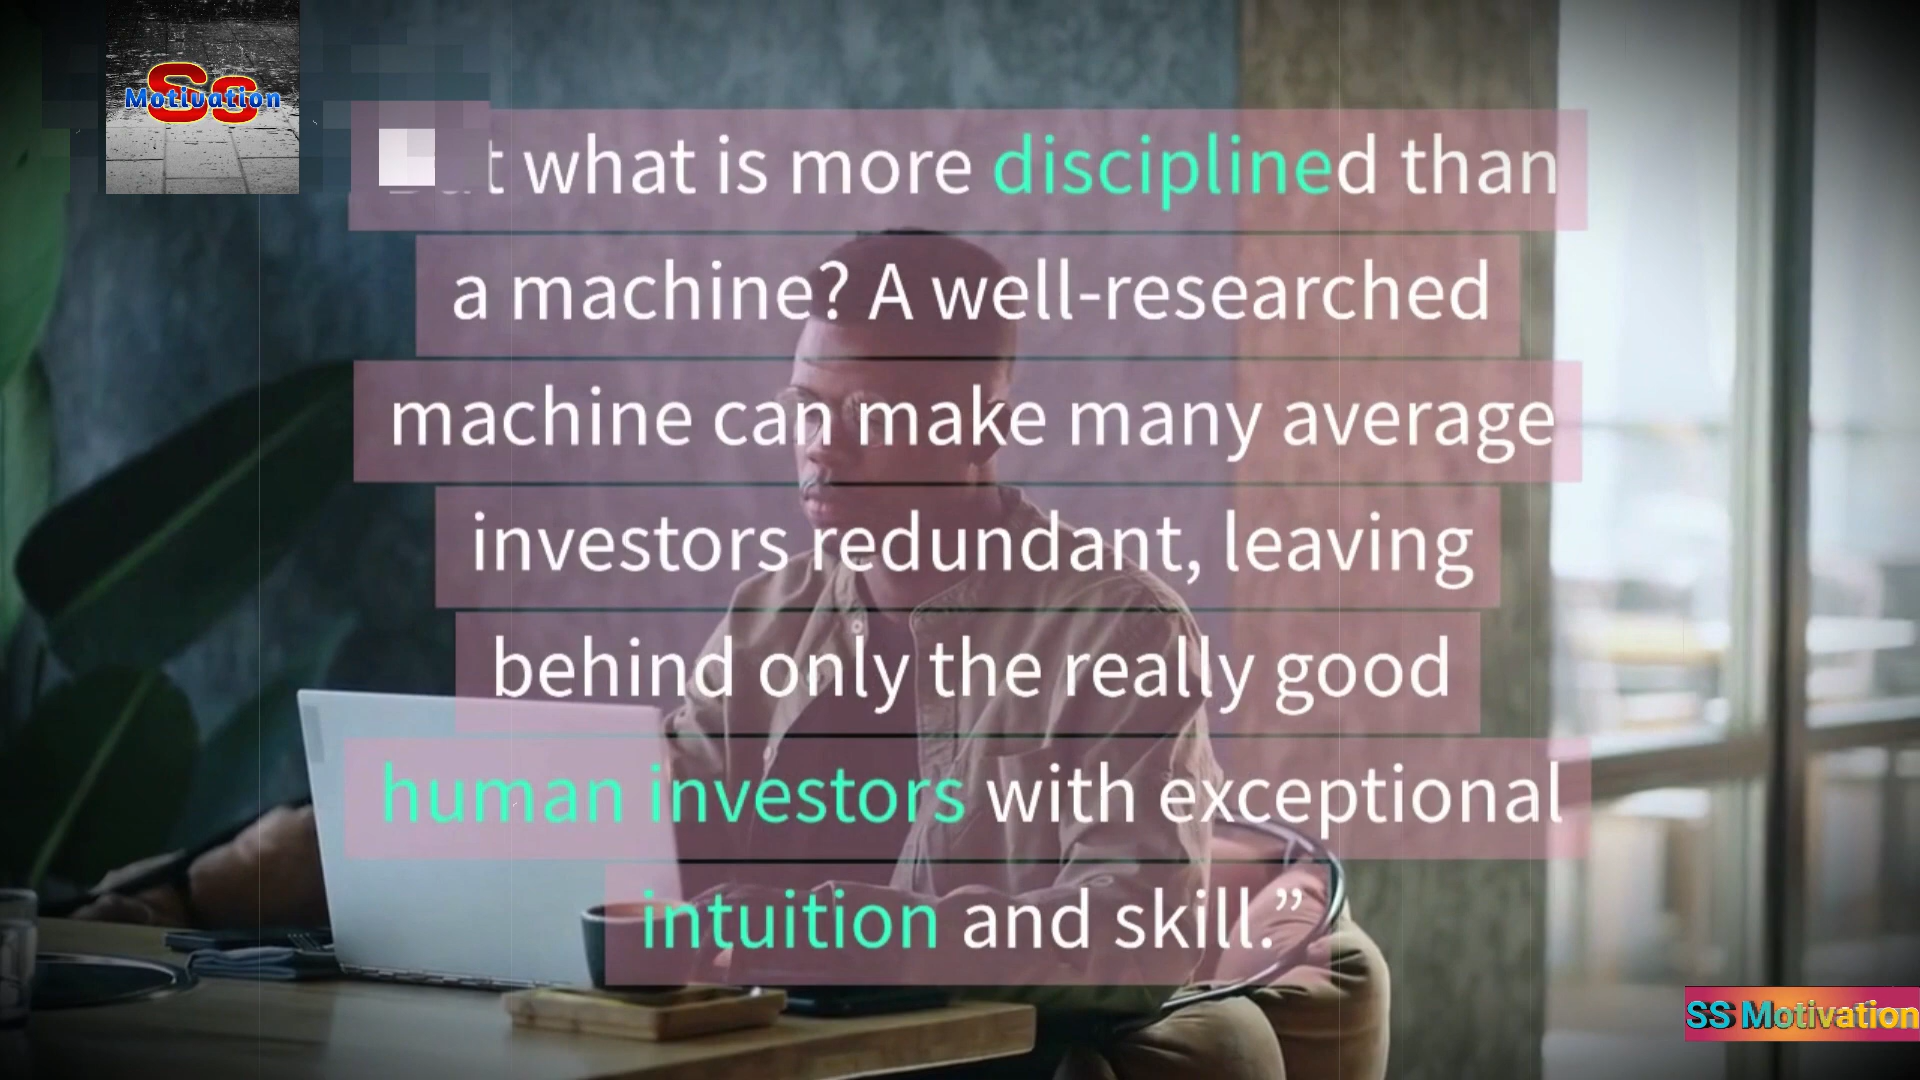 Ss
Motivation
what is more disciplined than
a machine? A well-researched
machine can make many average
investors redundant, leaving
behind only the really good
human investors with exceptional
intuition and skill.”
SS Motivation